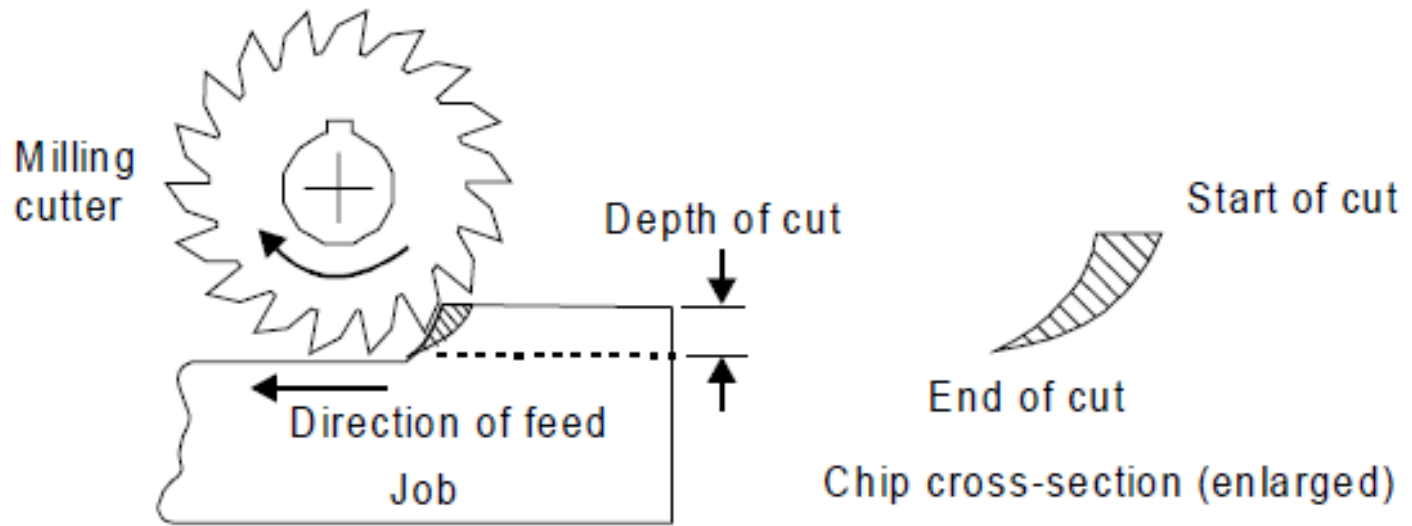 Milling
cutter
Depth of cut
Start of cut
Direction of feed
End of cut
Job
Chip cross-section (enlarged)